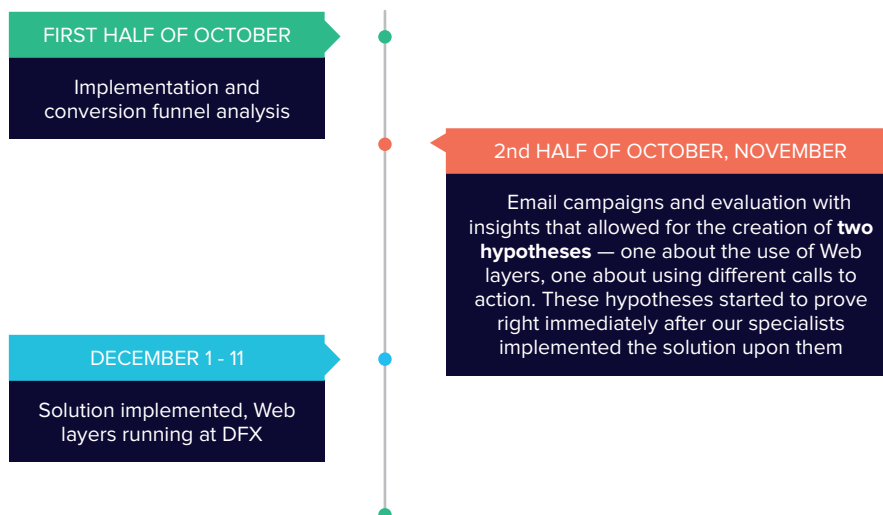 FIRST HALF OF OCTOBER
Implementation and
conversion funnel analysis
2nd HALF OF OCTOBER, NOVEMBER
Email campaigns and evaluation with
insights that allowed for the creation of two
hypotheses — one about the use of Web
layers, one about using different calls to
action. These hypotheses started to prove
right immediately after our specialists
implemented the solution upon them
DECEMBER 1 - 11
Solution implemented, Web
layers running at DFX